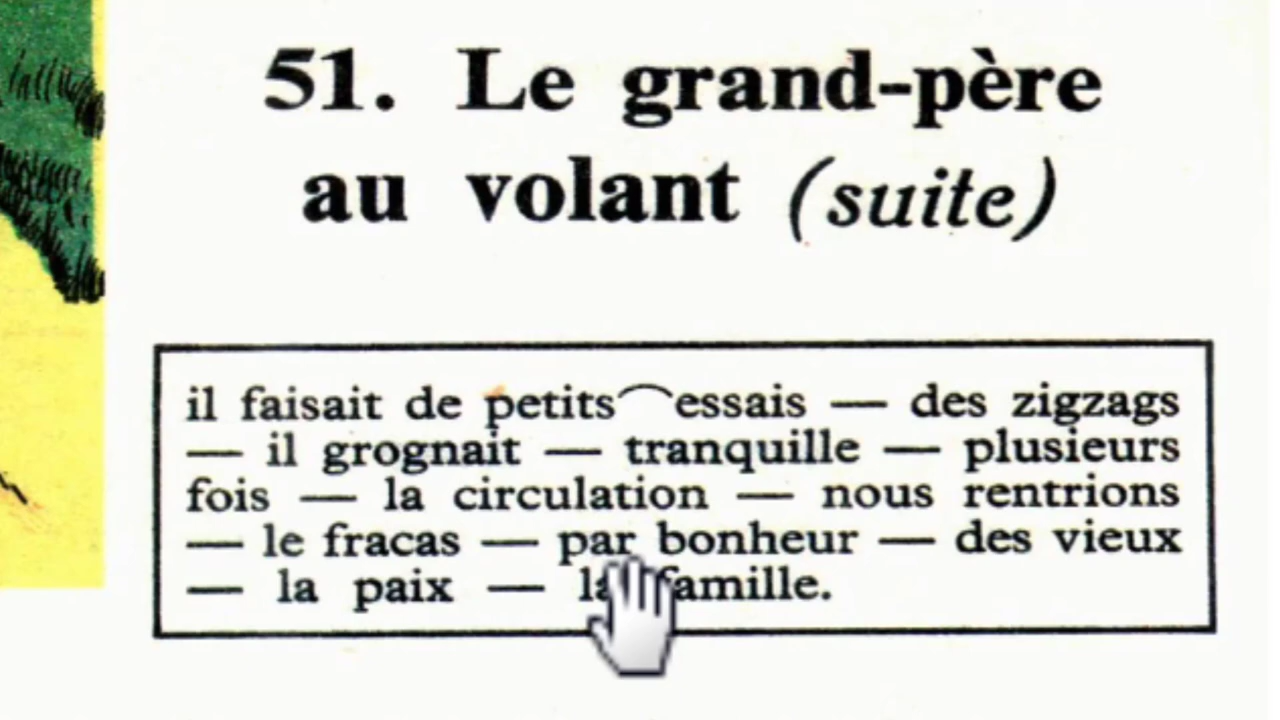 51. Le grand-père
au volant (suite)
il faisait de petits⁀essais — des zigzags
— il grognait — tranquille — plusieurs
fois — la circulation — nous rentrions
— le fracas — par bonheur — des vieux
— la paix — la famille.